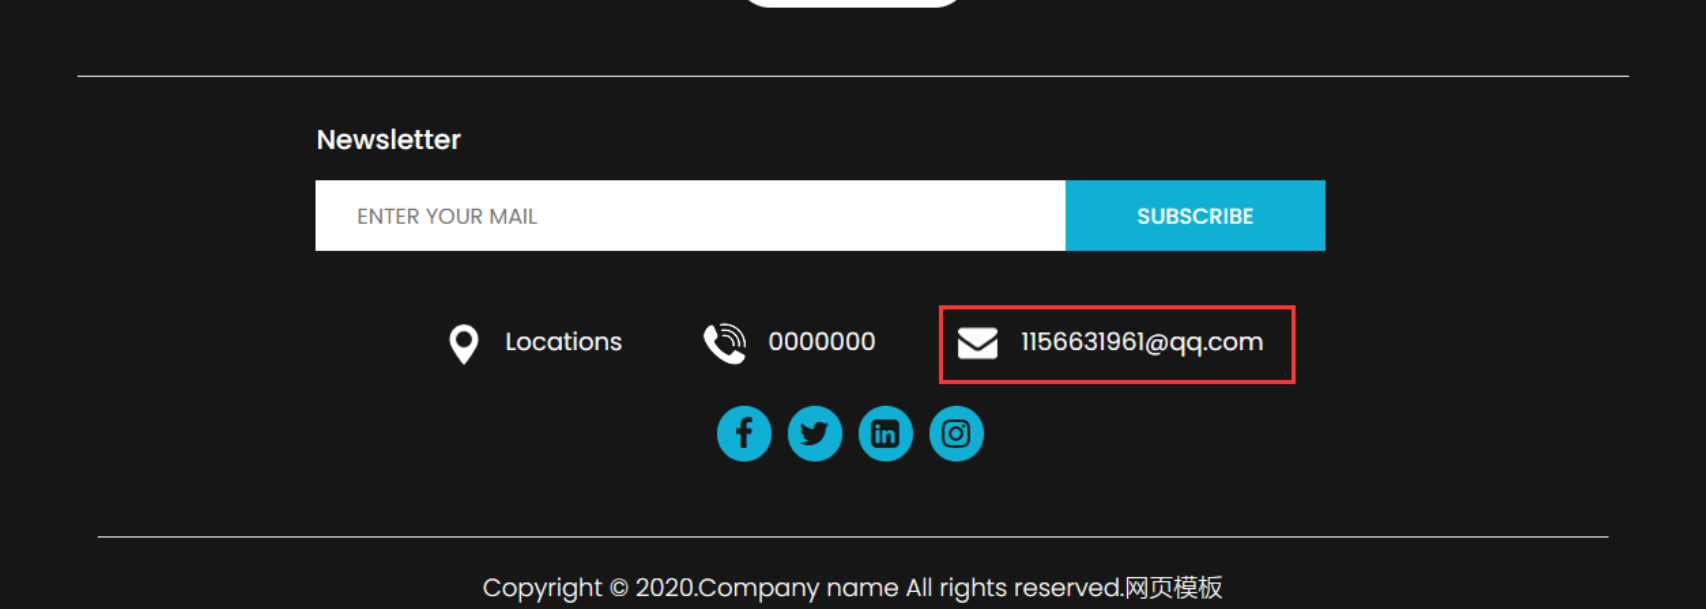 Newsletter
ENTER YOUR MAIL SUBSCRIBE
Locations 0000000 1156631961@qq.com
Copyright © 2020.Company name All rights reserved.网页模板